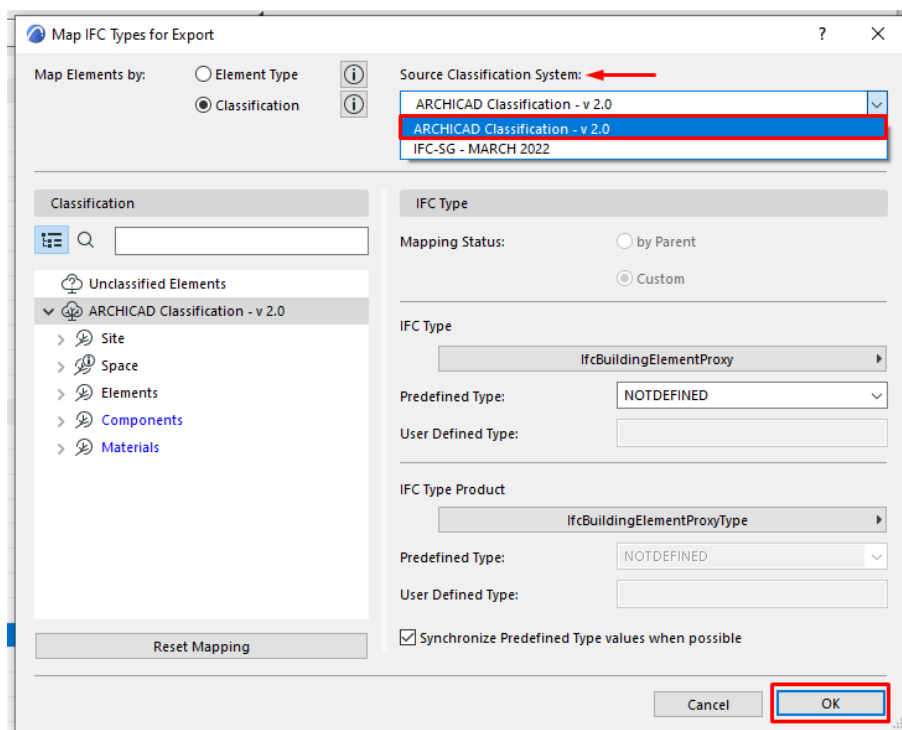 Map IFC Types for Export
?
Map Elements by:
Element Type
Classification
Source Classification System:
ARCHICAD Classification - v 2.0
ARCHICAD Classification - v 2.0
IFC-SG - MARCH 2022
Classification
Unclassified Elements
ARCHICAD Classification - v 2.0
Site
Space
Elements
Components
Materials
Reset Mapping
IFC Type
Mapping Status:
by Parent
Custom
IFC Type
IfcBuildingElementProxy
Predefined Type: NOTDEFINED
User Defined Type:
IFC Type Product
IfcBuildingElementProxyType
Predefined Type: NOTDEFINED
User Defined Type:
Synchronize Predefined Type values when possible
Cancel
OK